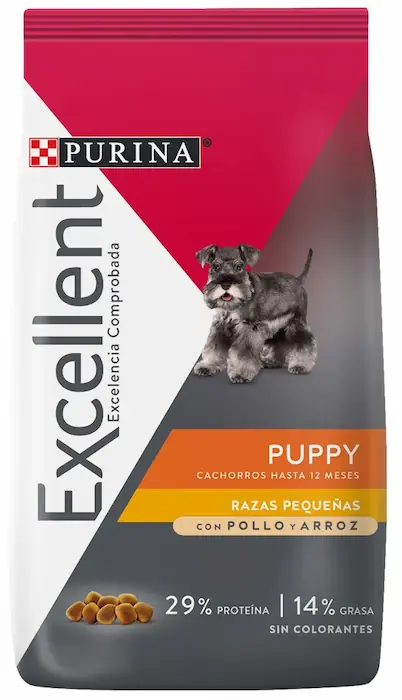 PURINA®
Excellent
Excelencia Comprobada
PUPPY
CACHORROS HASTA 12 MESES
RAZAS PEQUEÑAS
CON POLLO Y ARROZ
29% PROTEÍNA | 14% GRASA
SIN COLORANTES